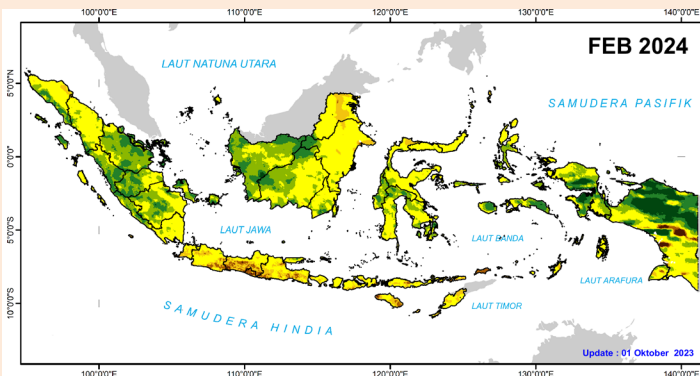 100°0'0"E 110°0'0"E 120°0'0"E 130°0'0"E 140°0'0"E
FEB 2024
LAUT NATUNA UTARA
5°0'0"N
SAMUDERA PASIFIK
0°0'0"
LAUT JAWA
LAUT BANDA
5°0'0"S
LAUT ARAFURA
SAMUDERA HINDIA
LAUT TIMOR
10°0'0"S
Update : 01 Oktober 2023
100°0'0"E 110°0'0"E 120°0'0"E 130°0'0"E 140°0'0"E